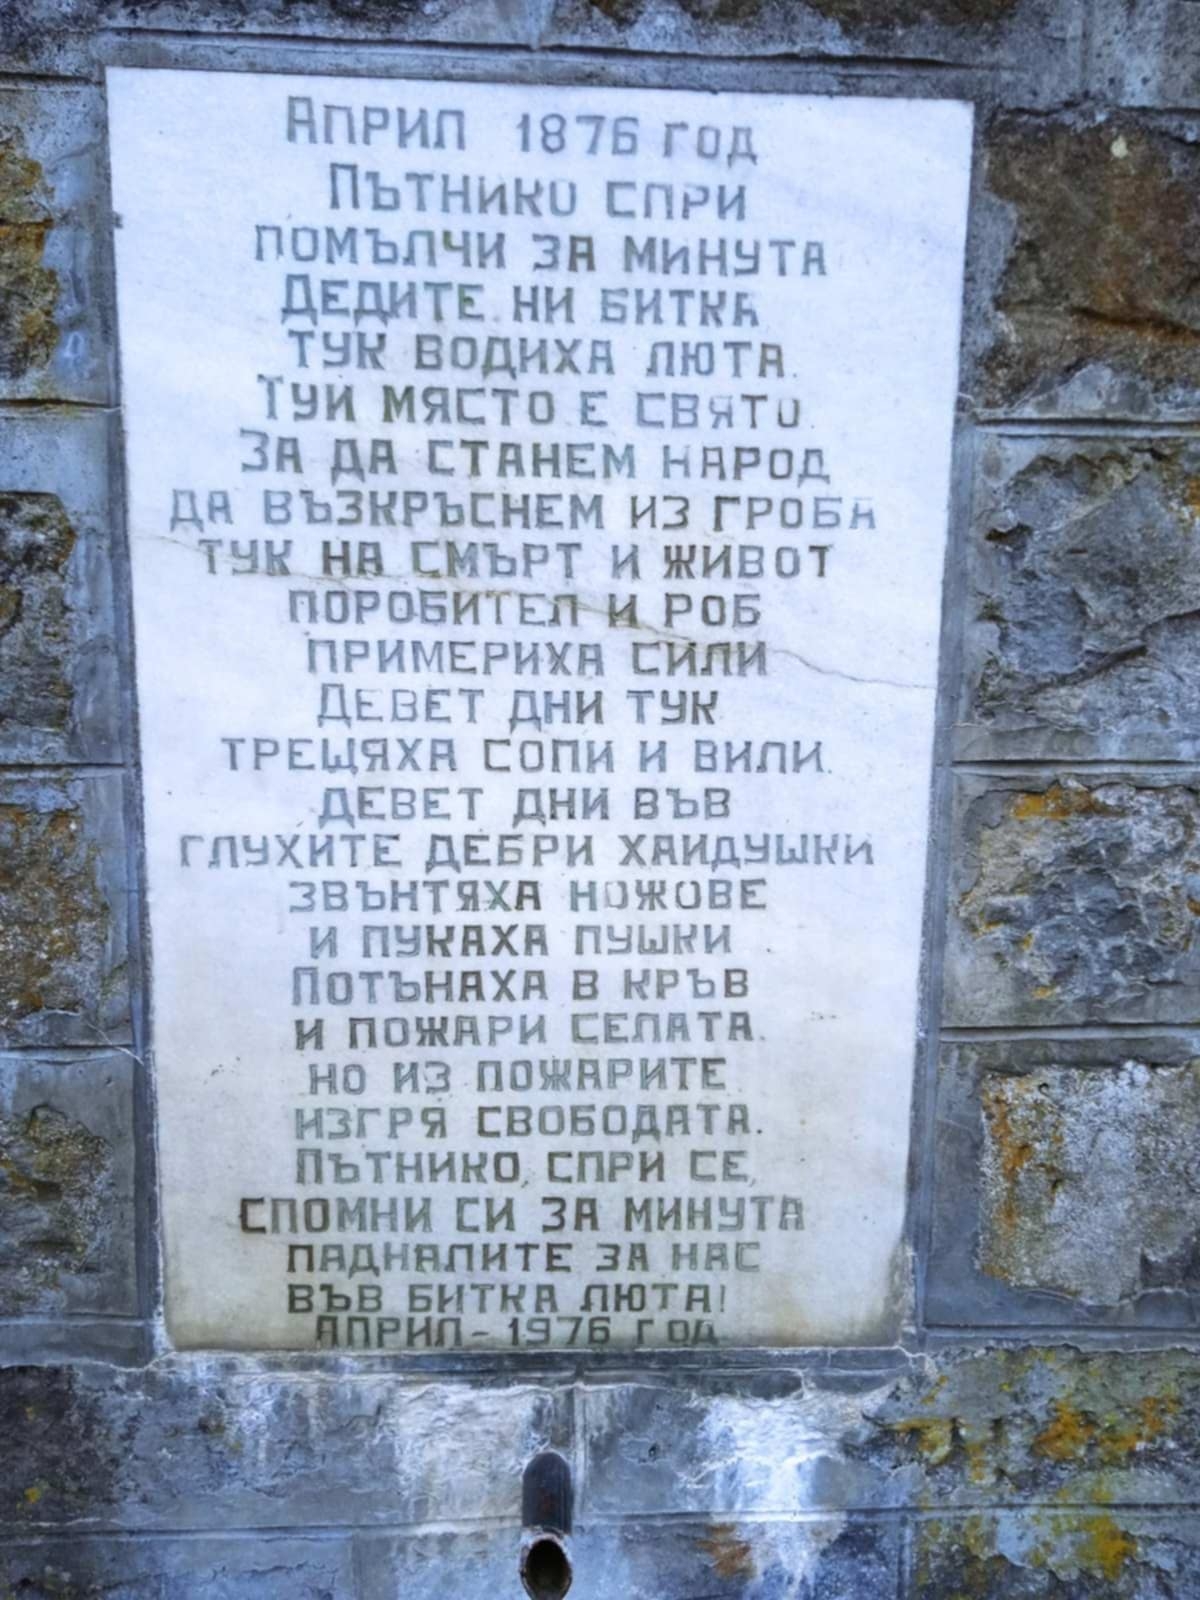 АПРИЛ 1876 ГОД
ПЪТНИКО СПРИ
ПОМЪЛЧИ ЗА МИНУТА
ДЕДИТЕ НИ БИТКА
ТУК ВОДИХА ЛЮТА.
ТУЙ МЯСТО Е СВЯТО.
ЗА ДА СТАНЕМ НАРОД
ДА ВЪЗКРЪСНЕМ ИЗ ГРОБА
ТУК НА СМЪРТ И ЖИВОТ
ПОРОБИТЕЛ И РОБ
ПРИМЕРИХА СИЛИ
ДЕВЕТ ДНИ ТУК
ТРЕЩЯХА СОПИ И ВИЛИ.
ДЕВЕТ ДНИ ВЪВ
ГЛУХИТЕ ДЕБРИ ХАИДУШКИ
ЗВЪНТЯХА НОЖОВЕ
И ПУКАХА ПУШКИ
ПОТЪНАХА В КРЪВ
И ПОЖАРИ СЕЛАТА.
НО ИЗ ПОЖАРИТЕ
ИЗГРЯ СВОБОДАТА.
ПЪТНИКО, СПРИ СЕ,
СПОМНИ СИ ЗА МИНУТА
ПАДНАЛИТЕ ЗА НАС
ВЪВ БИТКА ЛЮТА!
АПРИЛ - 1976 ГОД